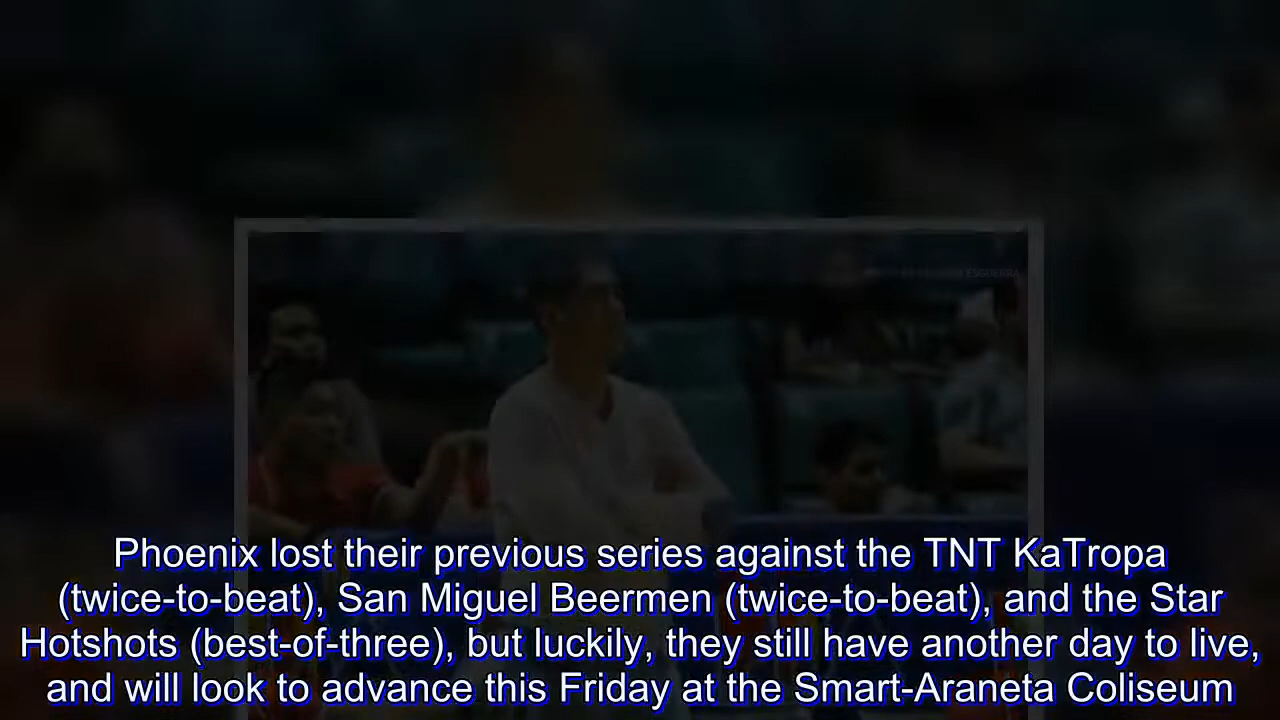 Phoenix lost their previous series against the TNT KaTropa
(twice-to-beat), San Miguel Beermen (twice-to-beat), and the Star
Hotshots (best-of-three), but luckily, they still have another day to live,
and will look to advance this Friday at the Smart-Araneta Coliseum